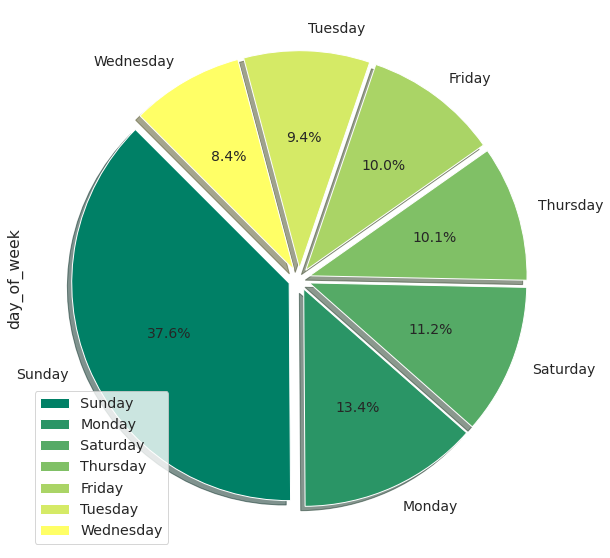 Tuesday
Wednesday
Friday
9.4%
8.4%
10.0%
Thursday
10.1%
day_of_week
37.6%
11.2%
Saturday
Sunday
13.4%
Monday
Sunday
Monday
Saturday
Thursday
Friday
Tuesday
Wednesday